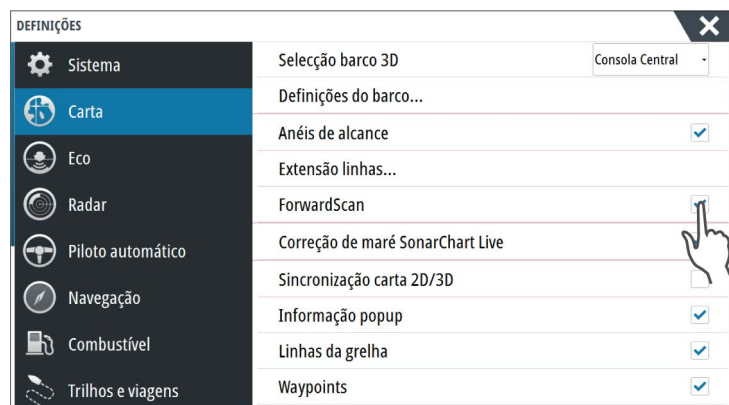 DEFINIÇÕES
Sistema
Carta
Eco
Radar
Piloto automático
Navegação
Combustível
Trilhos e viagens
Selecção barco 3D
Consola Central
Definições do barco...
Anéis de alcance
Extensão linhas...
ForwardScan
Correção de maré SonarChart Live
Sincronização carta 2D/3D
Informação popup
Linhas da grelha
Waypoints